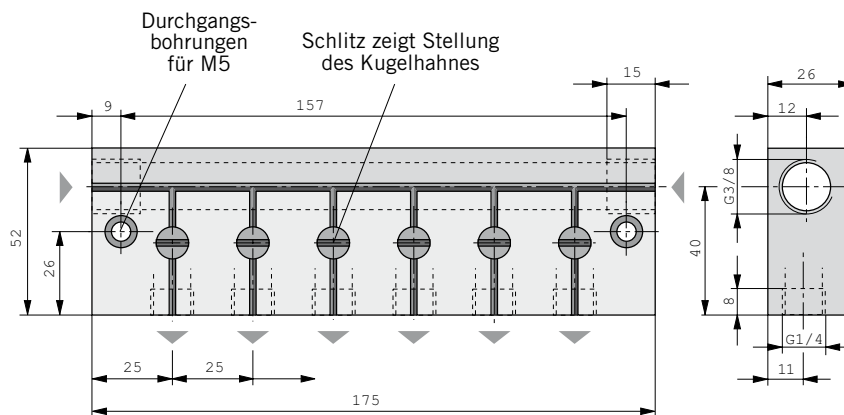 Durchgangs-
bohrungen
für M5
Schlitz zeigt Stellung
des Kugelhahnes
9
157
15
26
12
52
26
G3/8
40
8
G1/4
25
25
11
175